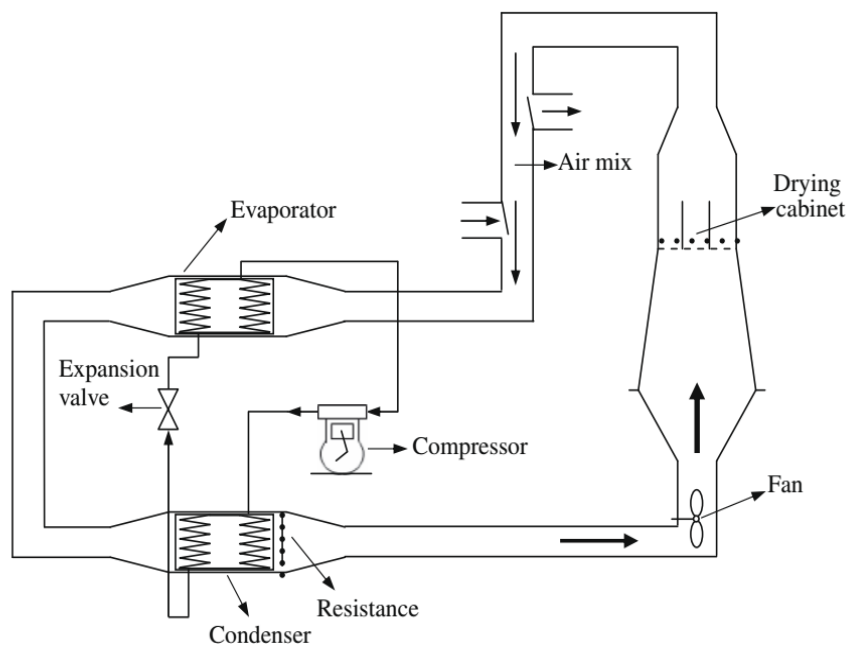 Air mix
Drying
cabinet
Evaporator
Expansion
valve
Compressor
Fan
Resistance
Condenser